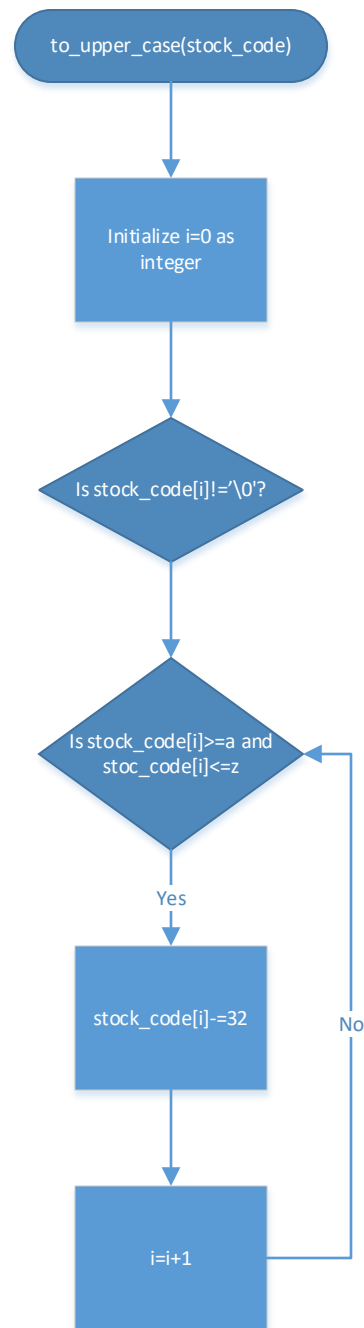 to_upper_case(stock_code)
Initialize i=0 as
integer
Is stock_code[i]!=’\0'?
Is stock_code[i]>=a and
stoc_code[i]<=z
Yes
stock_code[i]-=32
No
i=i+1